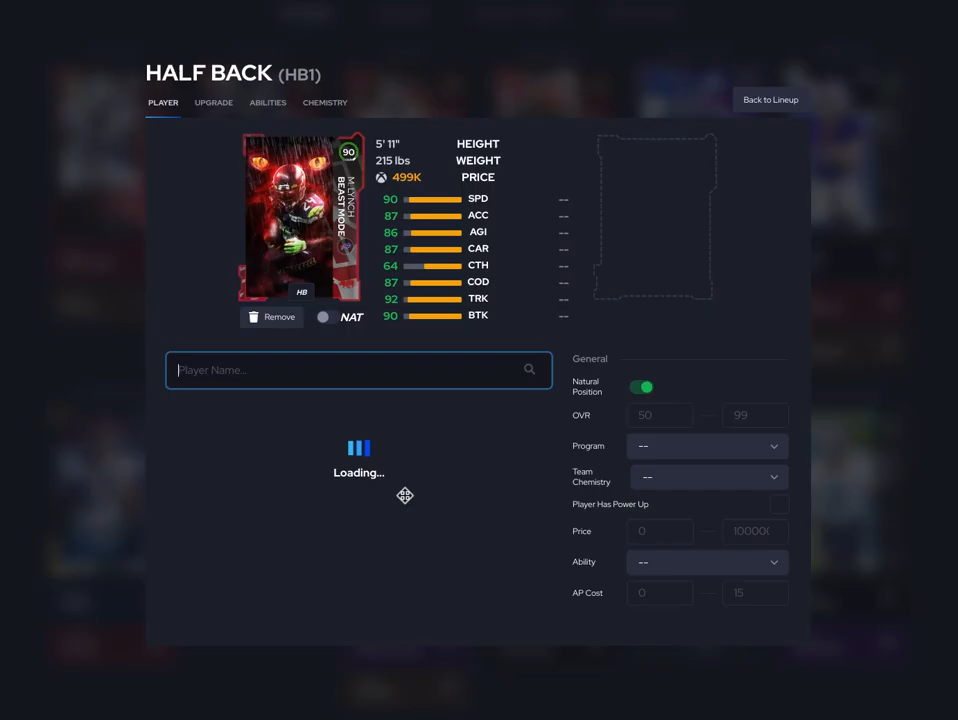 HALF BACK (HB1)
PLAYER UPGRADE ABILITIES CHEMISTRY
Back to Lineup
90
M. LYNCH
BEAST MODE
HB
Remove
NAT
5' 11" HEIGHT
215 lbs WEIGHT
499K PRICE
90 SPD --
87 ACC --
86 AGI --
87 CAR --
64 CTH --
87 COD --
92 TRK --
90 BTK --
Player Name...
Loading...
General
Natural
Position
OVR 50 99
Program --
Team
Chemistry --
Player Has Power Up
Price 0 100000
Ability --
AP Cost 0 15